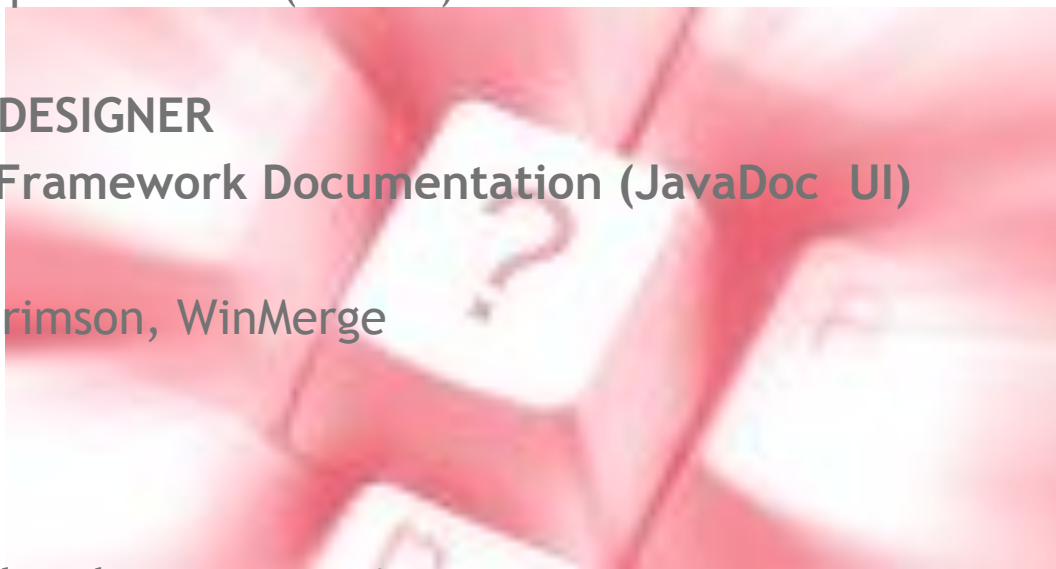 DESIGNER
Framework Documentation (JavaDoc UI)
rimson, WinMerge
?